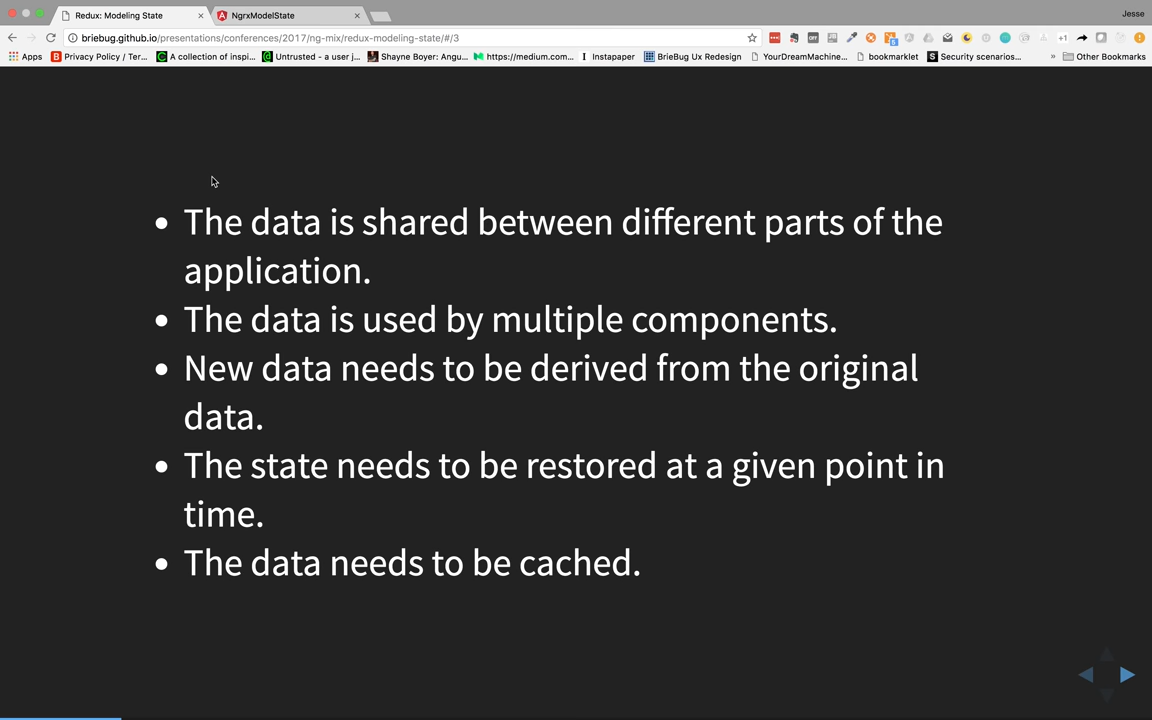 Redux: Modeling State
NgrxModelState
Jesse
briebug.github.io/presentations/conferences/2017/ng-mix/redux-modeling-state/#/3
+1
Apps
Privacy Policy / Ter...
A collection of inspi...
Untrusted - a user j...
Shayne Boyer: Angu...
https://medium.com...
Instapaper
BrieBug Ux Redesign
YourDreamMachine...
bookmarklet
Security scenarios...
»
Other Bookmarks
• The data is shared between different parts of the
application.
• The data is used by multiple components.
• New data needs to be derived from the original
data.
• The state needs to be restored at a given point in
time.
• The data needs to be cached.